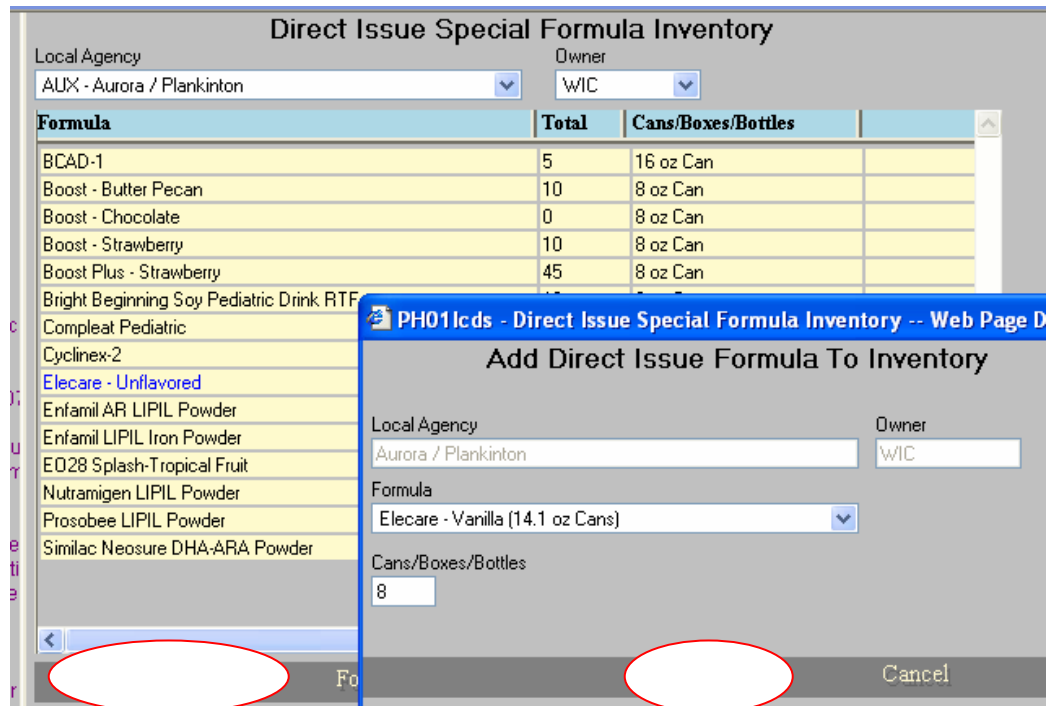 Direct Issue Special Formula Inventory
Local Agency Owner
AUX - Aurora / Plankinton WIC
Formula Total Cans/Boxes/Bottles
BCAD-1 5 16 oz Can
Boost - Butter Pecan 10 8 oz Can
Boost - Chocolate 0 8 oz Can
Boost - Strawberry 10 8 oz Can
Boost Plus - Strawberry 45 8 oz Can
Bright Beginning Soy Pediatric Drink RTF
Compleat Pediatric
Cyclinex-2
Elecare - Unflavored
Enfamil AR LIPIL Powder
Enfamil LIPIL Iron Powder
EO28 Splash-Tropical Fruit
Nutramigen LIPIL Powder
Prosobee LIPIL Powder
Similac Neosure DHA-ARA Powder
Fo
PH01lcds - Direct Issue Special Formula Inventory -- Web Page D
Add Direct Issue Formula To Inventory
Local Agency Owner
Aurora / Plankinton WIC
Formula
Elecare - Vanilla (14.1 oz Cans)
Cans/Boxes/Bottles
8
Cancel